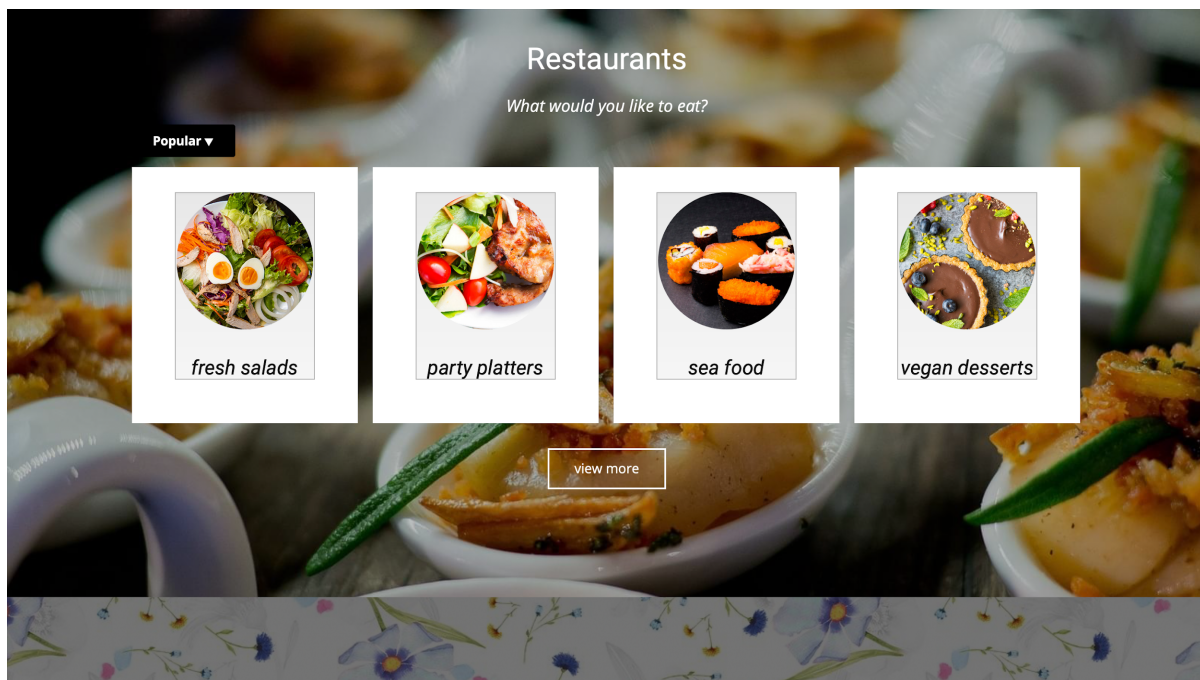 Restaurants
What would you like to eat?
Popular ▼
fresh salads
party platters
sea food
vegan desserts
view more